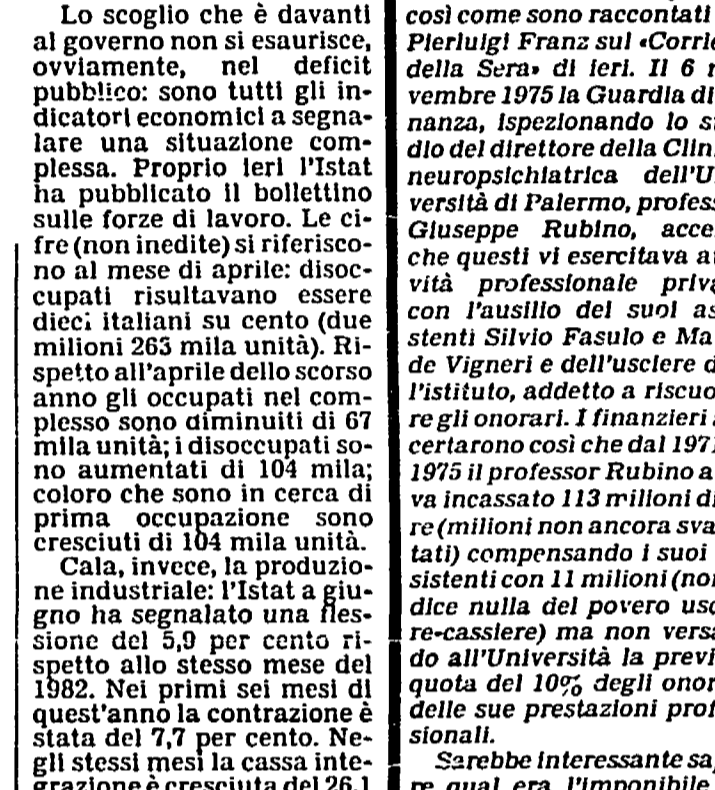 Lo scoglio che è davanti
al governo non si esaurisce,
ovviamente, nel deficit
pubblico: sono tutti gli in-
dicatori economici a segna-
lare una situazione com-
plessa. Proprio ieri l'Istat
ha pubblicato il bollettino
sulle forze di lavoro. Le ci-
fre (non inedite) si riferisco-
no al mese di aprile: disoc-
cupati risultavano essere
dieci italiani su cento (due
milioni 263 mila unità). Ri-
spetto all'aprile dello scorso
anno gli occupati nel com-
plesso sono diminuiti di 67
mila unità; i disoccupati so-
no aumentati di 104 mila;
coloro che sono in cerca di
prima occupazione sono
cresciuti di 104 mila unità.
Cala, invece, la produzio-
ne industriale: l'Istat a giu-
gno ha segnalato una fles-
sione del 5,9 per cento ri-
spetto allo stesso mese del
1982. Nei primi sei mesi di
quest'anno la contrazione è
stata del 7,7 per cento. Ne-
gli stessi mesi la cassa inte-
grazione è cresciuta del 26,1
così come sono raccontati
Pierluigi Franz sul «Corrie
della Sera» di ieri. Il 6
vembre 1975 la Guardia di
nanza, ispezionando lo
dio del direttore della Clin
neuropsichiatrica dell'U
versità di Palermo, profess
Giuseppe Rubino, acce
che questi vi esercitava
vità professionale priva
con l'ausilio dei suoi as
stenti Silvio Fasulo e Ma
de Vigneri e dell'usciere d
l'istituto, addetto a riscuo
re gli onorari. I finanzieri
certarono così che dal 197
1975 il professor Rubino a
va incassato 113 milioni di
re (milioni non ancora sva
tati) compensando i suoi
sistenti con 11 milioni (non
dice nulla del povero usc
re-cassiere) ma non versa
do all'Università la previ
quota del 10% degli onor
delle sue prestazioni prof
sionali.
Sarebbe interessante sap
re qual era l'imponibile